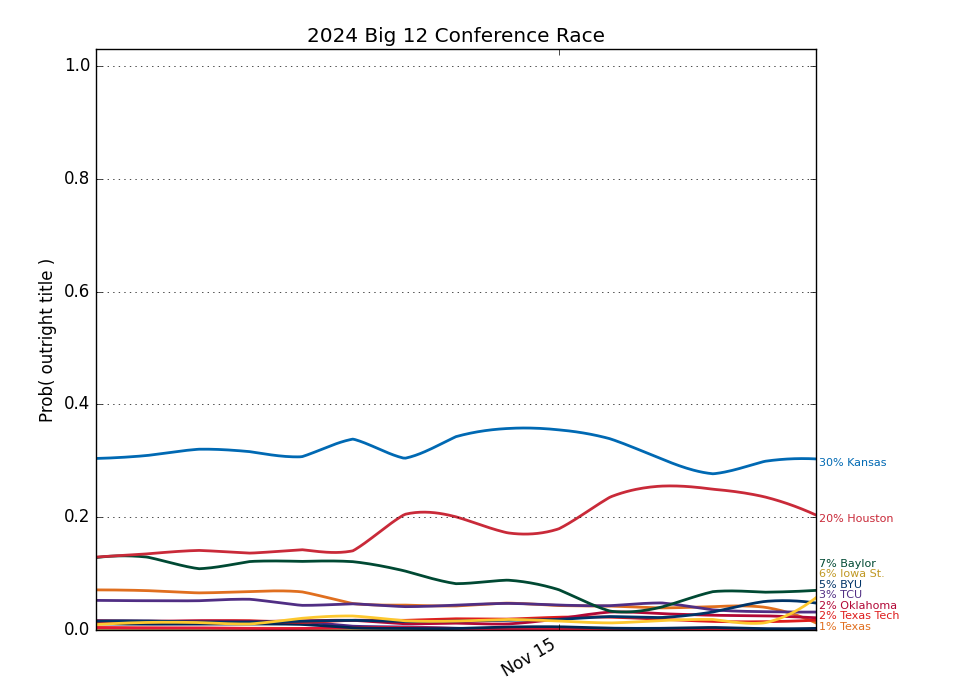 2024 Big 12 Conference Race
1.0
0.8
0.6
0.4
0.2
0.0
Prob( outright title )
Nov 15
30% Kansas
20% Houston
7% Baylor
6% Iowa St.
5% BYU
3% TCU
2% Oklahoma
2% Texas Tech
1% Texas